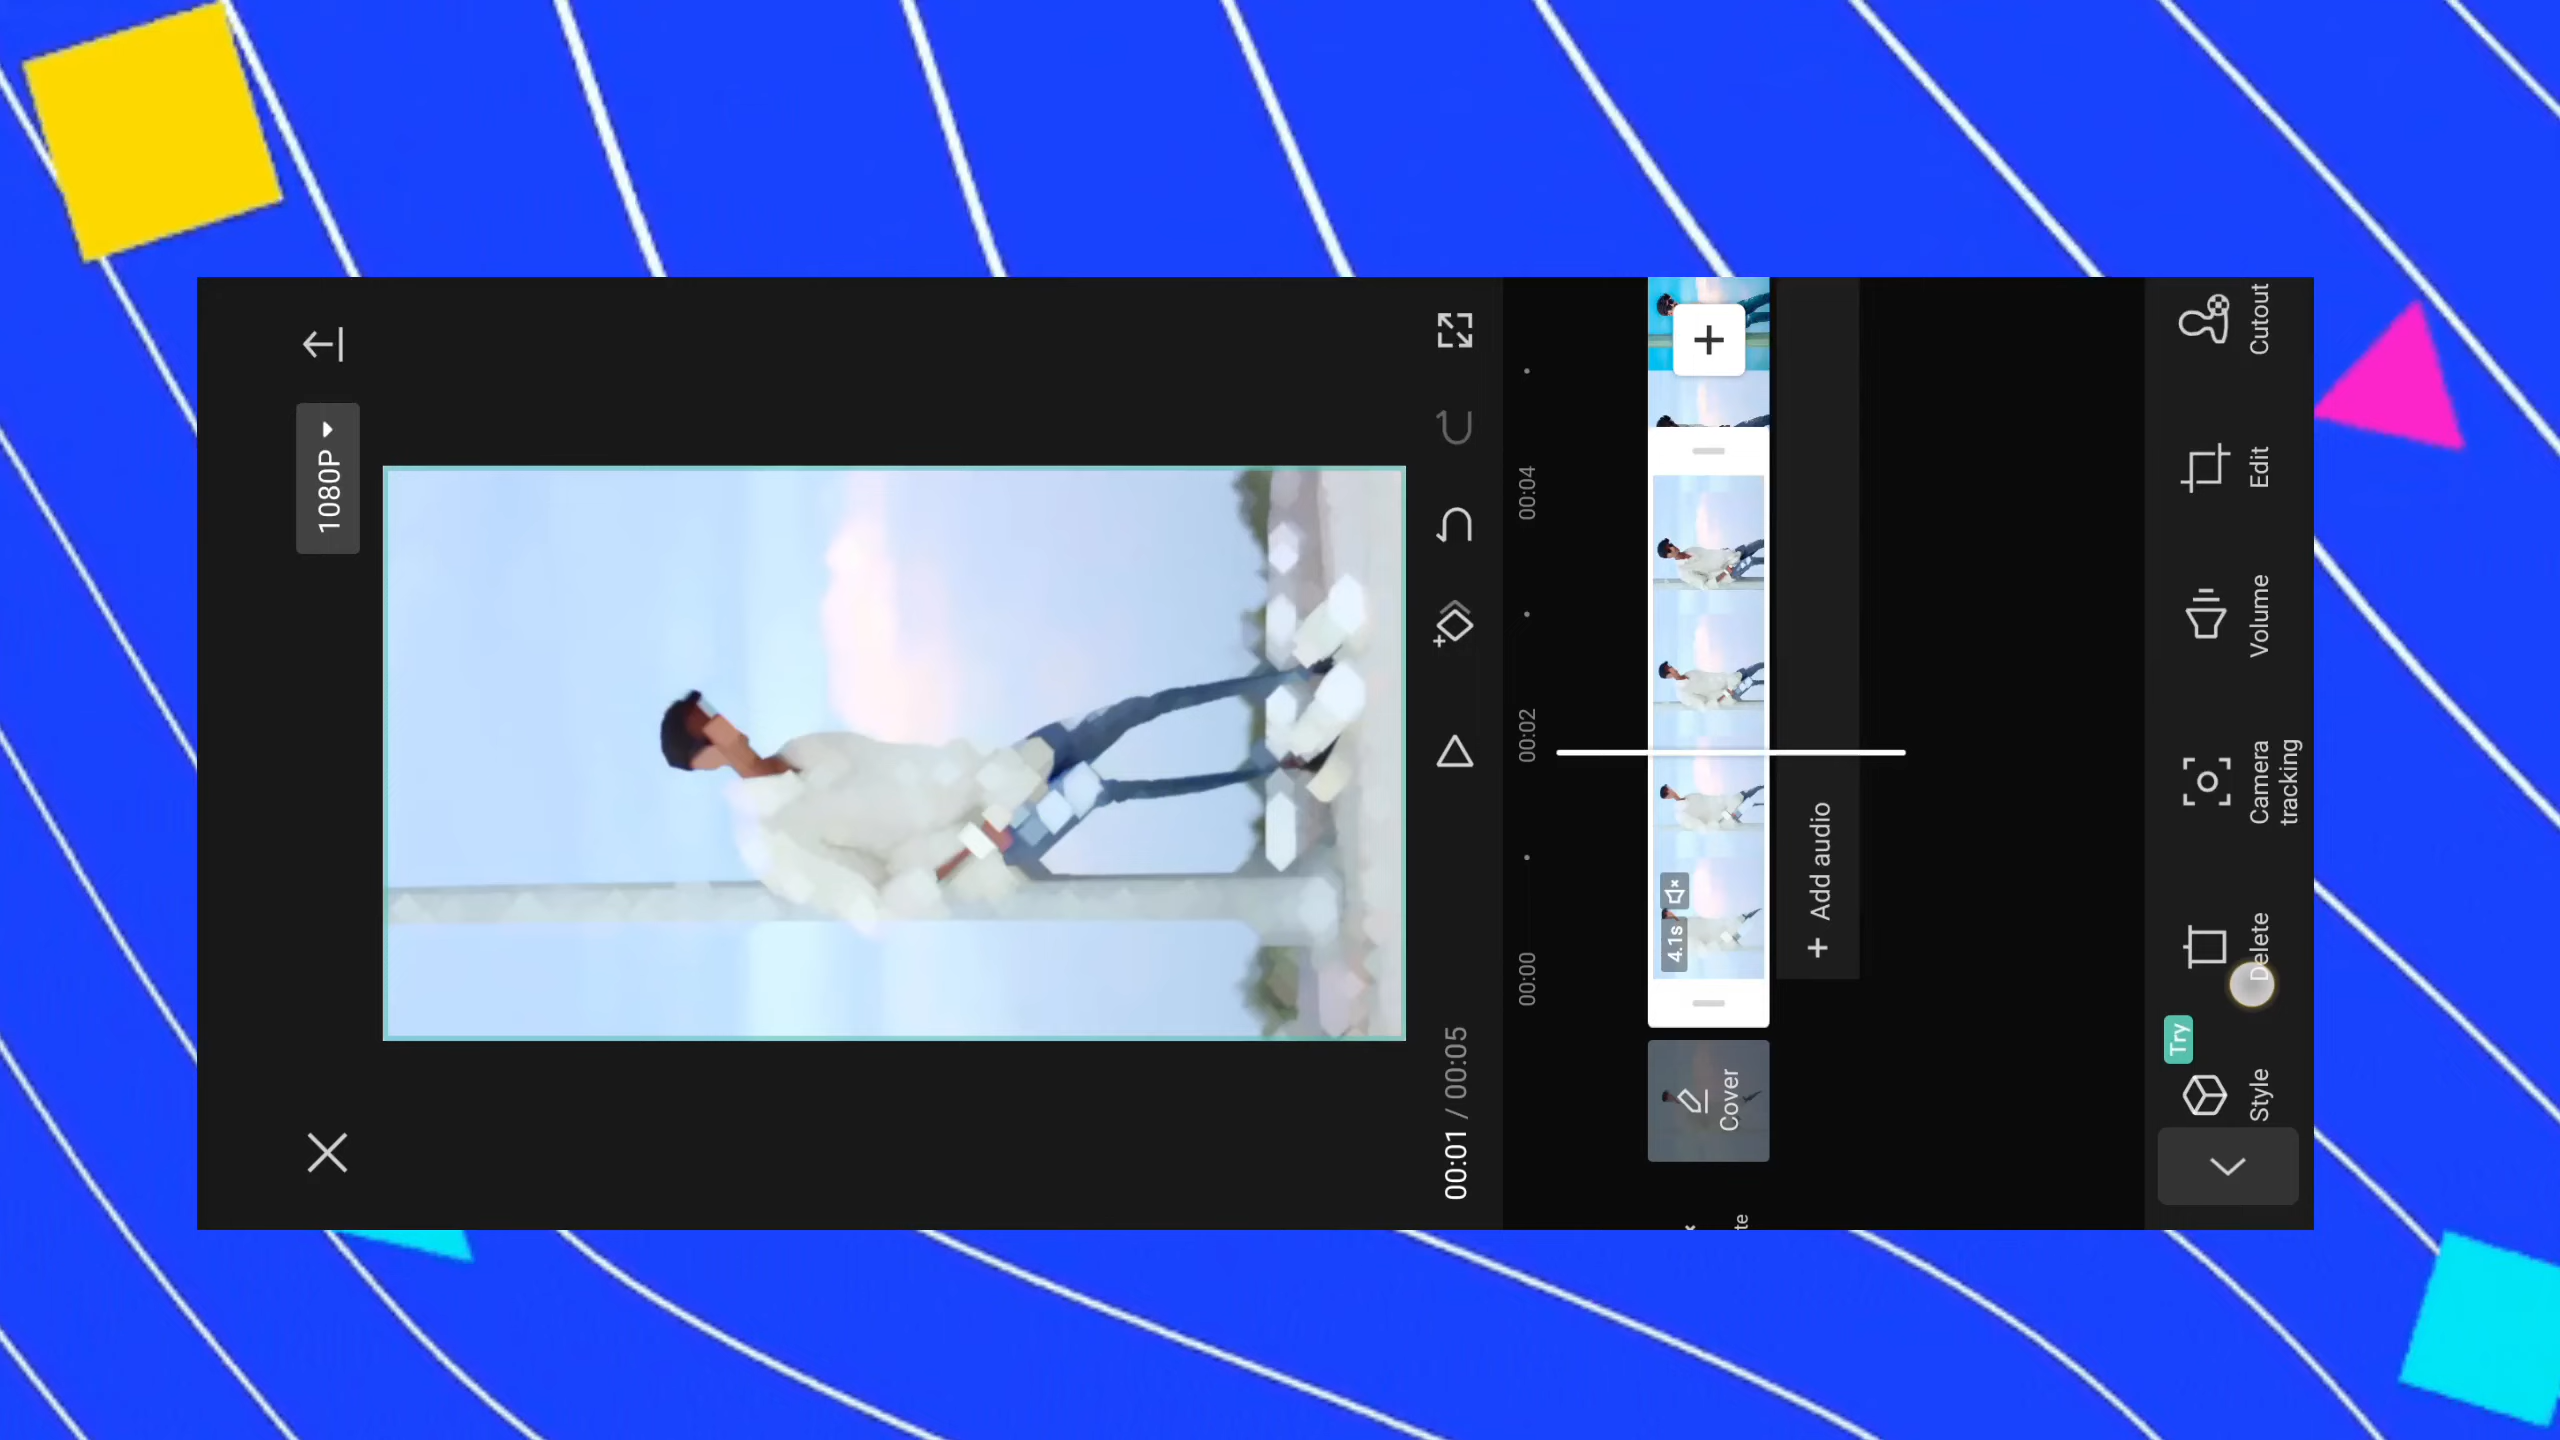 1080P
00:01 / 00:05
00:00
00:02
00:04
te
Cover
4.1s
+ Add audio
Try
Style
Delete
Camera
tracking
Volume
Edit
Cutout